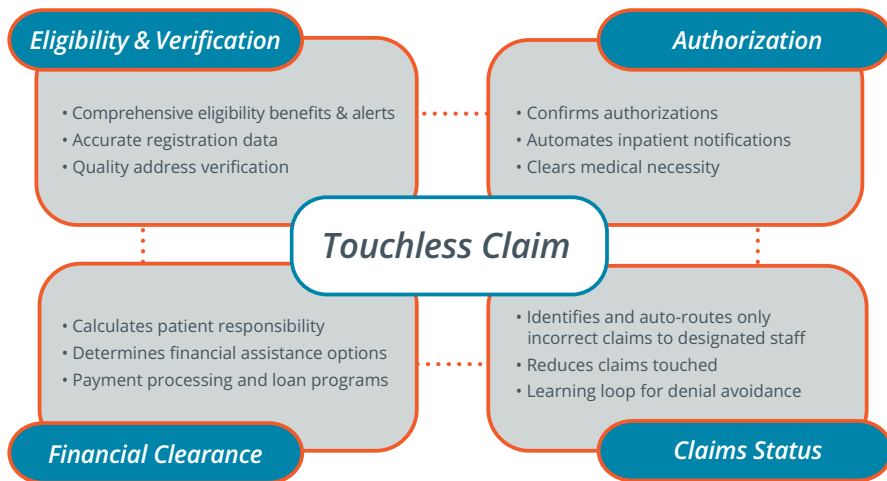 Eligibility & Verification
• Comprehensive eligibility benefits & alerts
• Accurate registration data
• Quality address verification
Authorization
• Confirms authorizations
• Automates inpatient notifications
• Clears medical necessity
Touchless Claim
• Calculates patient responsibility
• Determines financial assistance options
• Payment processing and loan programs
Financial Clearance
• Identifies and auto-routes only
incorrect claims to designated staff
• Reduces claims touched
• Learning loop for denial avoidance
Claims Status